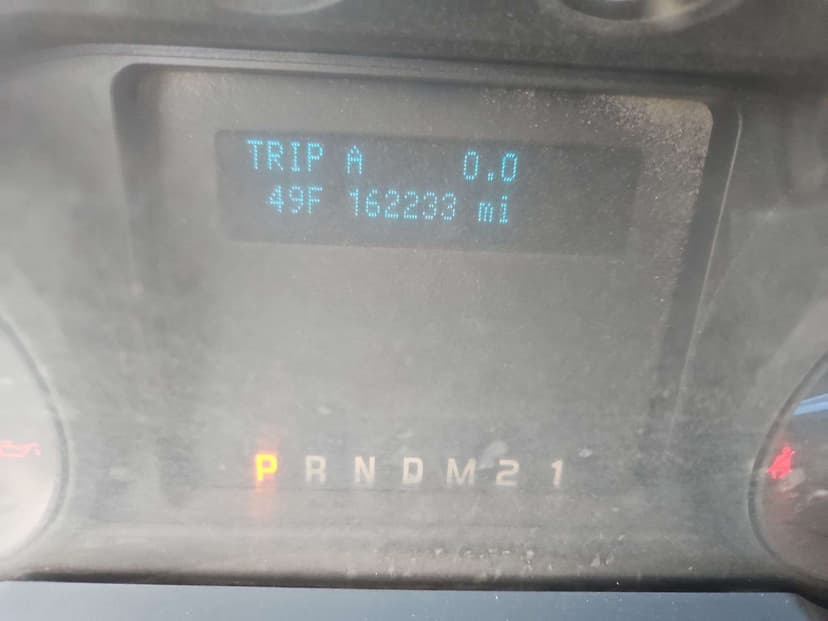 TRIP A 0.0
49F 162233 mi
P R N D M 2 1